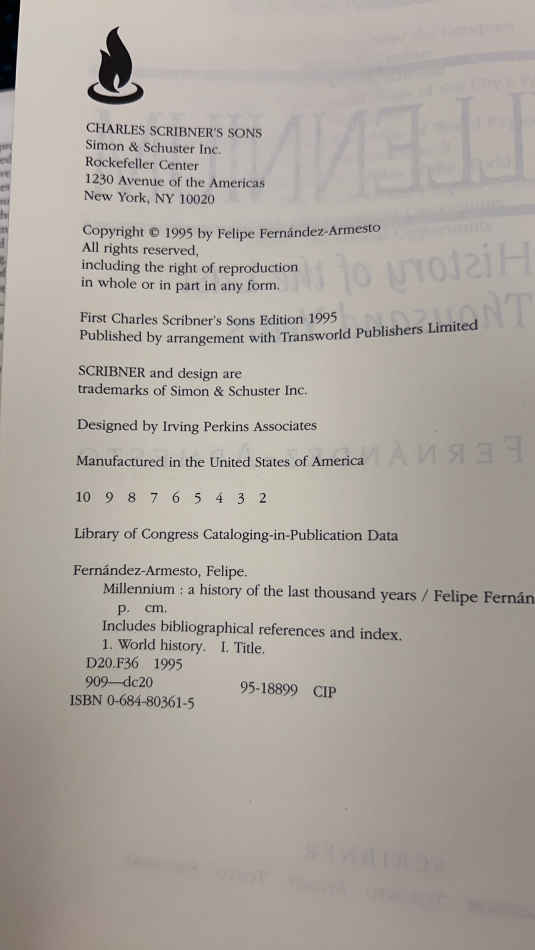 CHARLES SCRIBNER'S SONS
Simon & Schuster Inc.
Rockefeller Center
1230 Avenue of the Americas
New York, NY 10020
Copyright © 1995 by Felipe Fernández-Armesto
All rights reserved,
including the right of reproduction
in whole or in part in any form.
First Charles Scribner's Sons Edition 1995
Published by arrangement with Transworld Publishers Limited
SCRIBNER and design are
trademarks of Simon & Schuster Inc.
Designed by Irving Perkins Associates
Manufactured in the United States of America
10 9 8 7 6 5 4 3 2
Library of Congress Cataloging-in-Publication Data
Fernández-Armesto, Felipe.
Millennium : a history of the last thousand years / Felipe Fernán
p. cm.
Includes bibliographical references and index.
1. World history. I. Title.
D20.F36 1995
909—dc20 95-18899 CIP
ISBN 0-684-80361-5